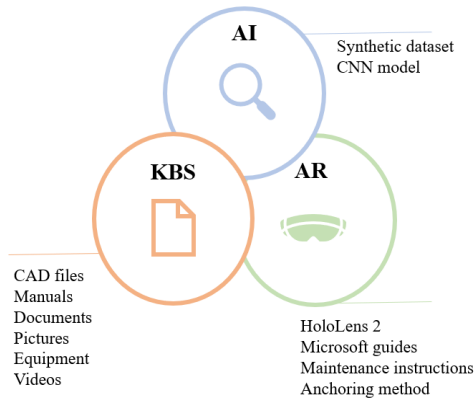 AI
Synthetic dataset
CNN model
KBS
AR
CAD files
Manuals
Documents
Pictures
Equipment
Videos
HoloLens 2
Microsoft guides
Maintenance instructions
Anchoring method